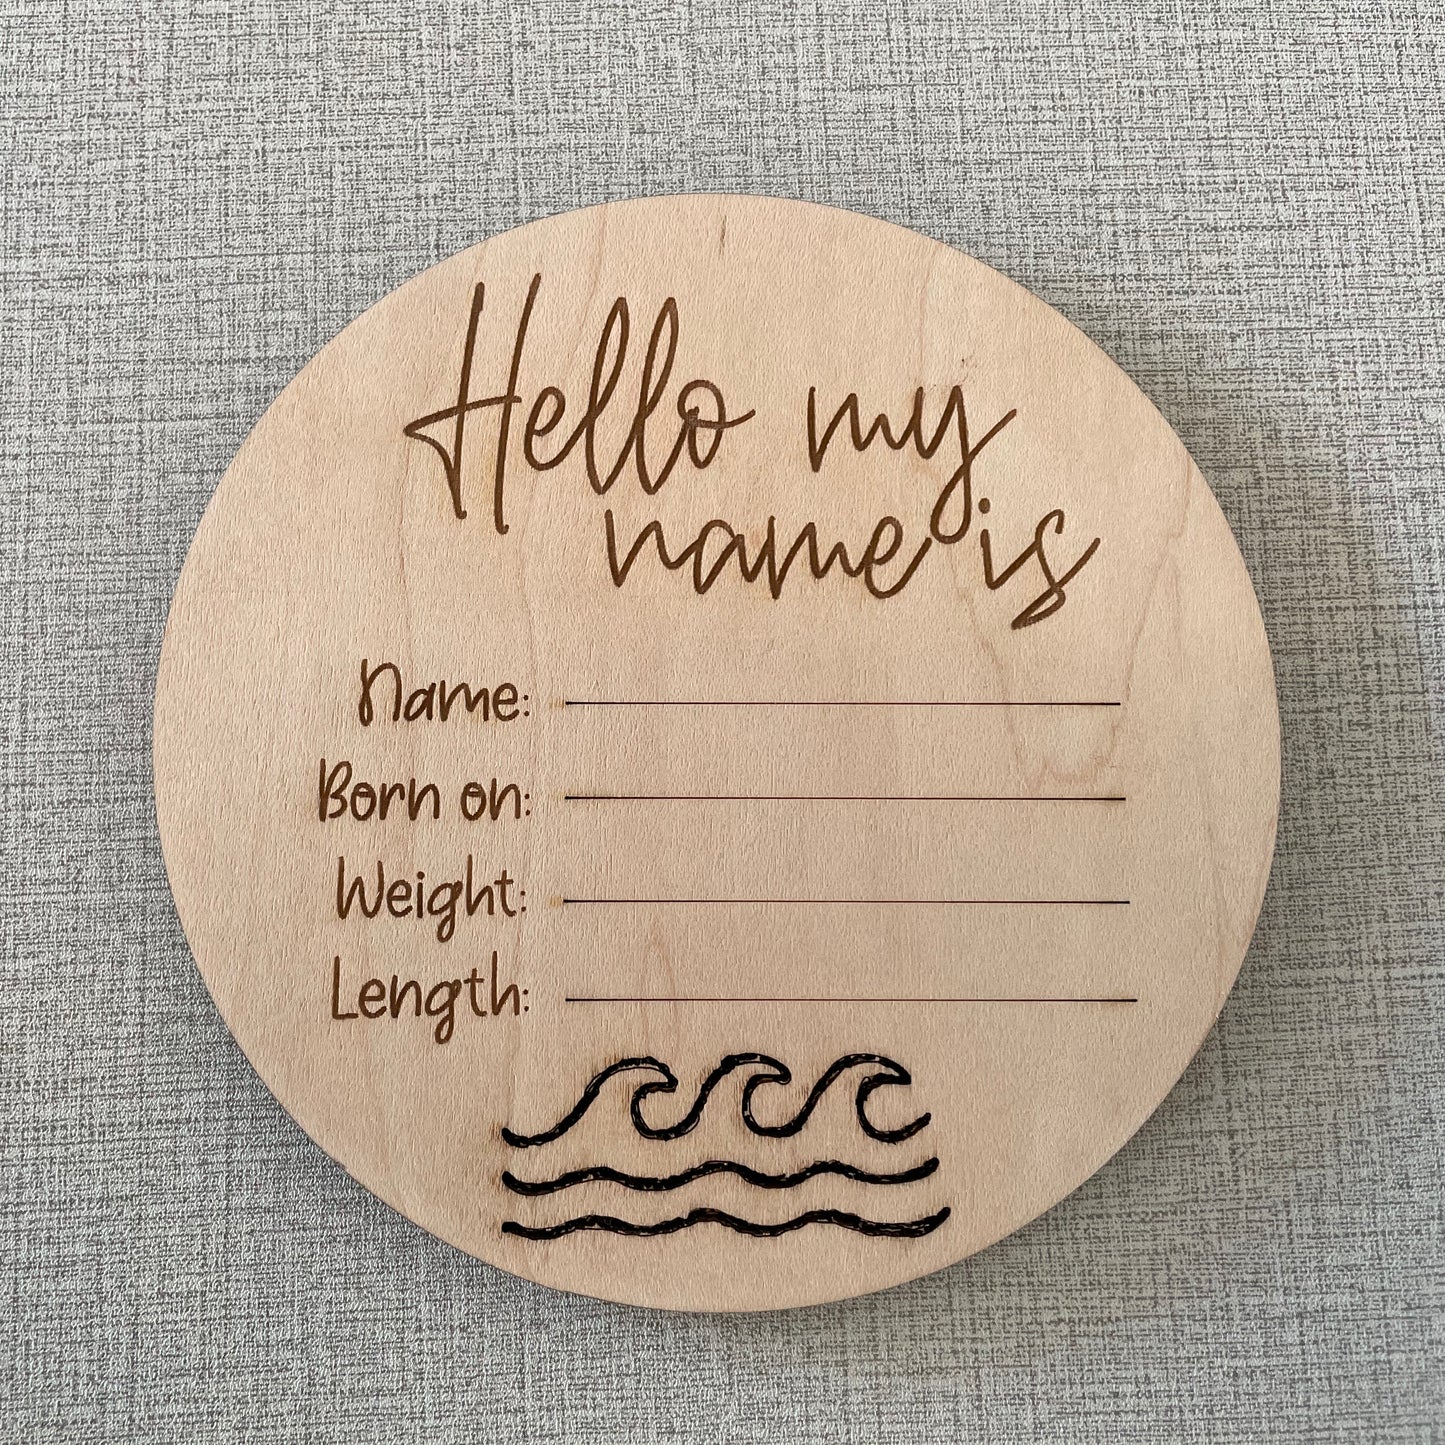 Hello my
name is
Name:
Born on:
Weight:
Length: